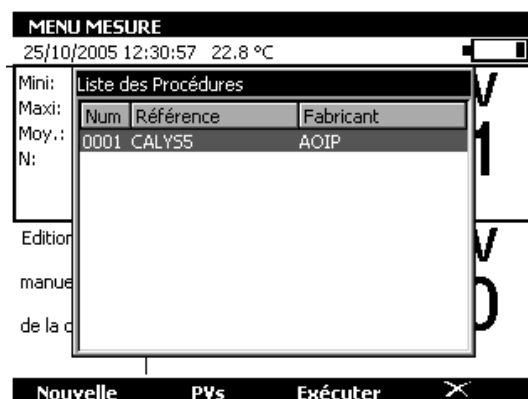 MENU MESURE
25/10/2005 12:30:57 22.8 °C
Mini:
Maxi:
Moy.:
N:
Liste des Procédures
Num Référence Fabricant
0001 CALYS5 AOIP
V
1
Edition
manue
de la c
V
0
Nouvelle PVs Exécuter